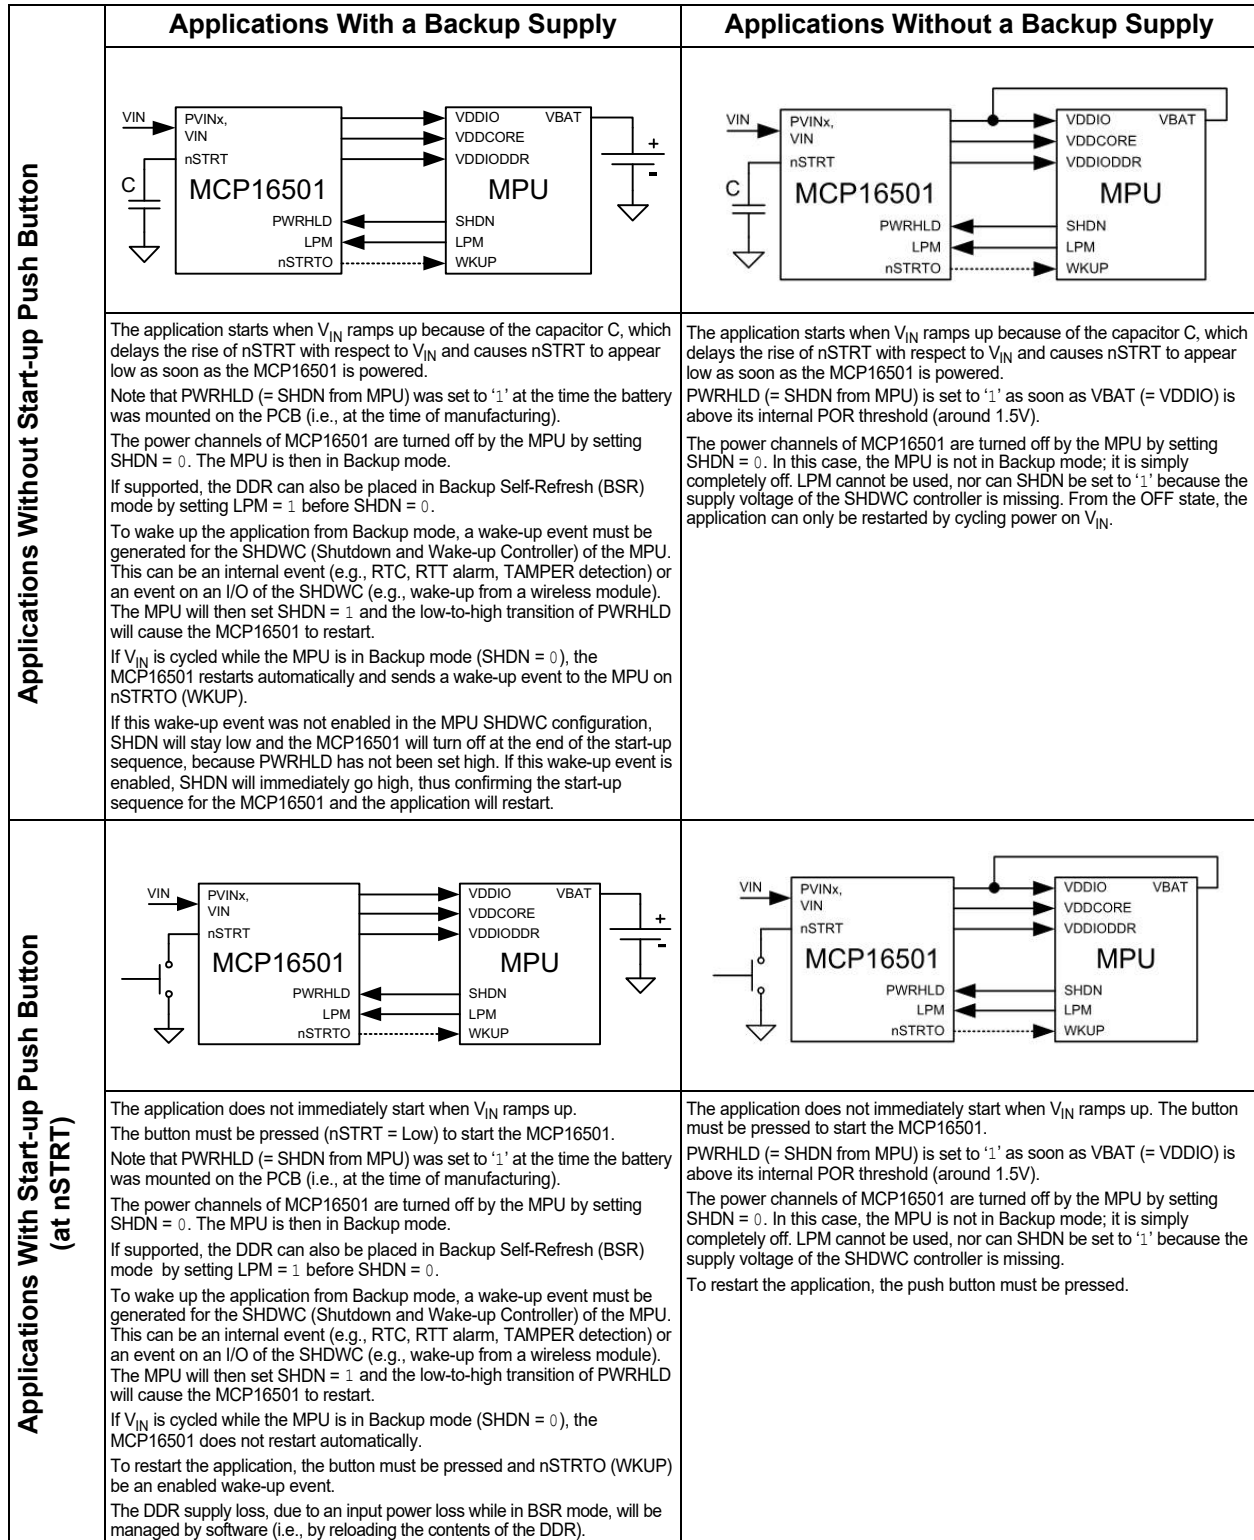 Applications With a Backup Supply
Applications Without a Backup Supply
Applications Without Start-up Push Button
VIN
PVINx,
VIN
nSTRT
C
MCP16501
PWRHLD
LPM
nSTRTO
VDDIO
VBAT
VDDCORE
VDDIODDR
MPU
SHDN
LPM
WKUP
+
-
The application starts when VIN ramps up because of the capacitor C, which
delays the rise of nSTRT with respect to VIN and causes nSTRT to appear
low as soon as the MCP16501 is powered.
Note that PWRHLD (= SHDN from MPU) was set to ‘1’ at the time the battery
was mounted on the PCB (i.e., at the time of manufacturing).
The power channels of MCP16501 are turned off by the MPU by setting
SHDN = 0. The MPU is then in Backup mode.
If supported, the DDR can also be placed in Backup Self-Refresh (BSR)
mode by setting LPM = 1 before SHDN = 0.
To wake up the application from Backup mode, a wake-up event must be
generated for the SHDWC (Shutdown and Wake-up Controller) of the MPU.
This can be an internal event (e.g., RTC, RTT alarm, TAMPER detection) or
an event on an I/O of the SHDWC (e.g., wake-up from a wireless module).
The MPU will then set SHDN = 1 and the low-to-high transition of PWRHLD
will cause the MCP16501 to restart.
If VIN is cycled while the MPU is in Backup mode (SHDN = 0), the
MCP16501 restarts automatically and sends a wake-up event to the MPU on
nSTRTO (WKUP).
If this wake-up event was not enabled in the MPU SHDWC configuration,
SHDN will stay low and the MCP16501 will turn off at the end of the start-up
sequence, because PWRHLD has not been set high. If this wake-up event is
enabled, SHDN will immediately go high, thus confirming the start-up
sequence for the MCP16501 and the application will restart.
VIN
PVINx,
VIN
nSTRT
C
MCP16501
PWRHLD
LPM
nSTRTO
VDDIO
VBAT
VDDCORE
VDDIODDR
MPU
SHDN
LPM
WKUP
The application starts when VIN ramps up because of the capacitor C, which
delays the rise of nSTRT with respect to VIN and causes nSTRT to appear
low as soon as the MCP16501 is powered.
PWRHLD (= SHDN from MPU) is set to ‘1’ as soon as VBAT (= VDDIO) is
above its internal POR threshold (around 1.5V).
The power channels of MCP16501 are turned off by the MPU by setting
SHDN = 0. In this case, the MPU is not in Backup mode; it is simply
completely off. LPM cannot be used, nor can SHDN be set to ‘1’ because the
supply voltage of the SHDWC controller is missing. From the OFF state, the
application can only be restarted by cycling power on VIN.
Applications With Start-up Push Button
(at nSTRT)
VIN
PVINx,
VIN
nSTRT
MCP16501
PWRHLD
LPM
nSTRTO
VDDIO
VBAT
VDDCORE
VDDIODDR
MPU
SHDN
LPM
WKUP
+
-
The application does not immediately start when VIN ramps up.
The button must be pressed (nSTRT = Low) to start the MCP16501.
Note that PWRHLD (= SHDN from MPU) was set to ‘1’ at the time the battery
was mounted on the PCB (i.e., at the time of manufacturing).
The power channels of MCP16501 are turned off by the MPU by setting
SHDN = 0. The MPU is then in Backup mode.
If supported, the DDR can also be placed in Backup Self-Refresh (BSR)
mode by setting LPM = 1 before SHDN = 0.
To wake up the application from Backup mode, a wake-up event must be
generated for the SHDWC (Shutdown and Wake-up Controller) of the MPU.
This can be an internal event (e.g., RTC, RTT alarm, TAMPER detection) or
an event on an I/O of the SHDWC (e.g., wake-up from a wireless module).
The MPU will then set SHDN = 1 and the low-to-high transition of PWRHLD
will cause the MCP16501 to restart.
If VIN is cycled while the MPU is in Backup mode (SHDN = 0), the
MCP16501 does not restart automatically.
To restart the application, the button must be pressed and nSTRTO (WKUP)
be an enabled wake-up event.
The DDR supply loss, due to an input power loss while in BSR mode, will be
managed by software (i.e., by reloading the contents of the DDR).
VIN
PVINx,
VIN
nSTRT
MCP16501
PWRHLD
LPM
nSTRTO
VDDIO
VBAT
VDDCORE
VDDIODDR
MPU
SHDN
LPM
WKUP
The application does not immediately start when VIN ramps up. The button
must be pressed to start the MCP16501.
PWRHLD (= SHDN from MPU) is set to ‘1’ as soon as VBAT (= VDDIO) is
above its internal POR threshold (around 1.5V).
The power channels of MCP16501 are turned off by the MPU by setting
SHDN = 0. In this case, the MPU is not in Backup mode; it is simply
completely off. LPM cannot be used, nor can SHDN be set to ‘1’ because the
supply voltage of the SHDWC controller is missing.
To restart the application, the push button must be pressed.